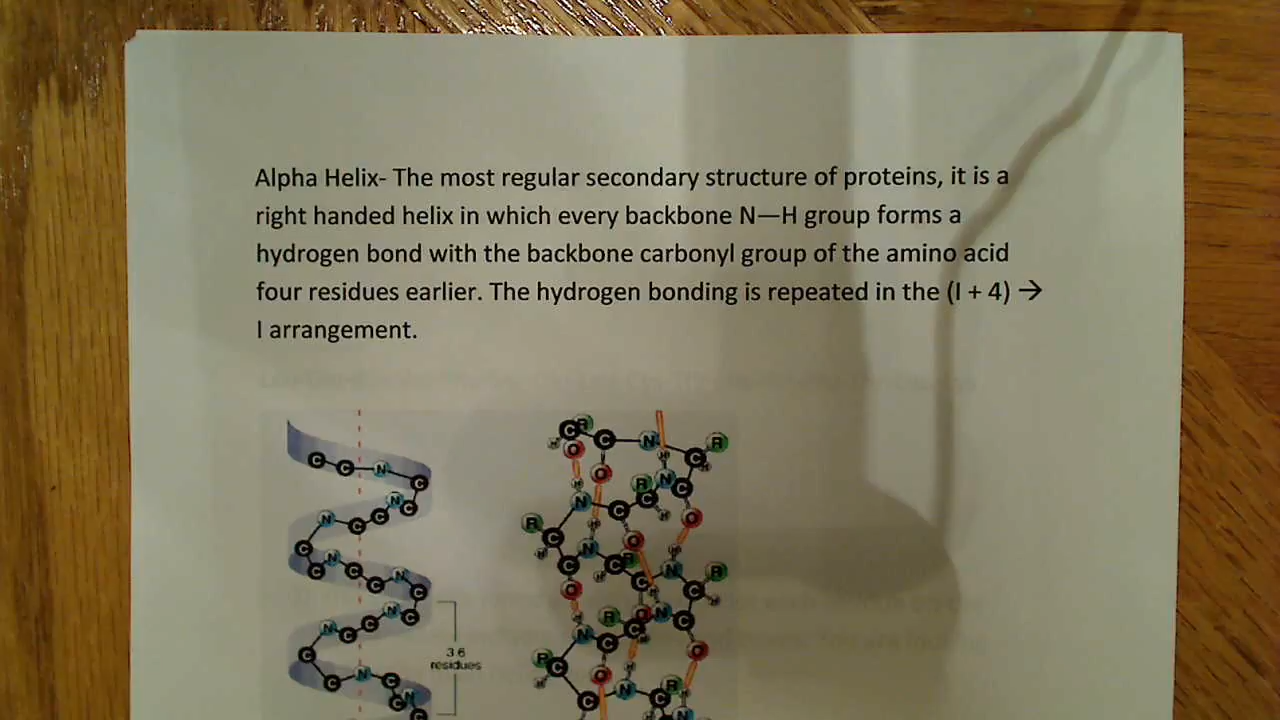 Alpha Helix- The most regular secondary structure of proteins, it is a
right handed helix in which every backbone N—H group forms a
hydrogen bond with the backbone carbonyl group of the amino acid
four residues earlier. The hydrogen bonding is repeated in the (I + 4) →
I arrangement.
3.6
residues